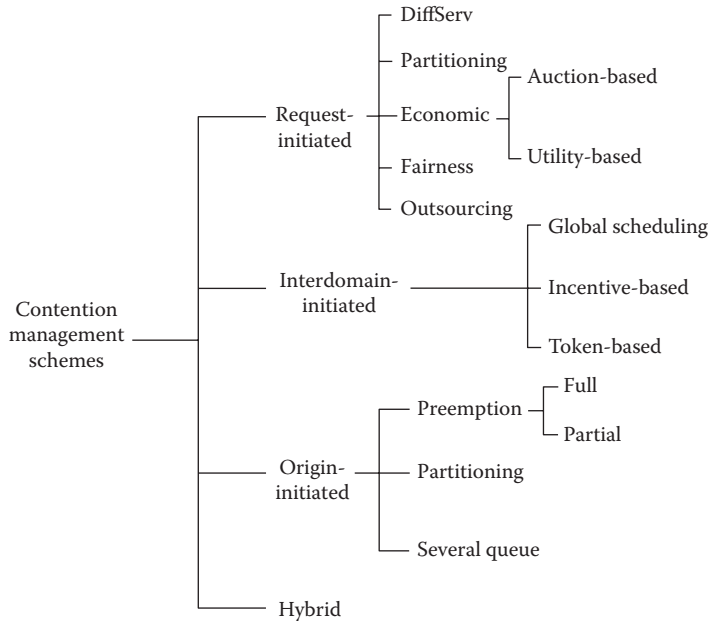 DiffServ
Partitioning
Auction-based
Request-
initiated
Economic
Utility-based
Fairness
Outsourcing
Global scheduling
Interdomain-
initiated
Incentive-based
Token-based
Contention
management
schemes
Full
Preemption
Partial
Origin-
initiated
Partitioning
Several queue
Hybrid